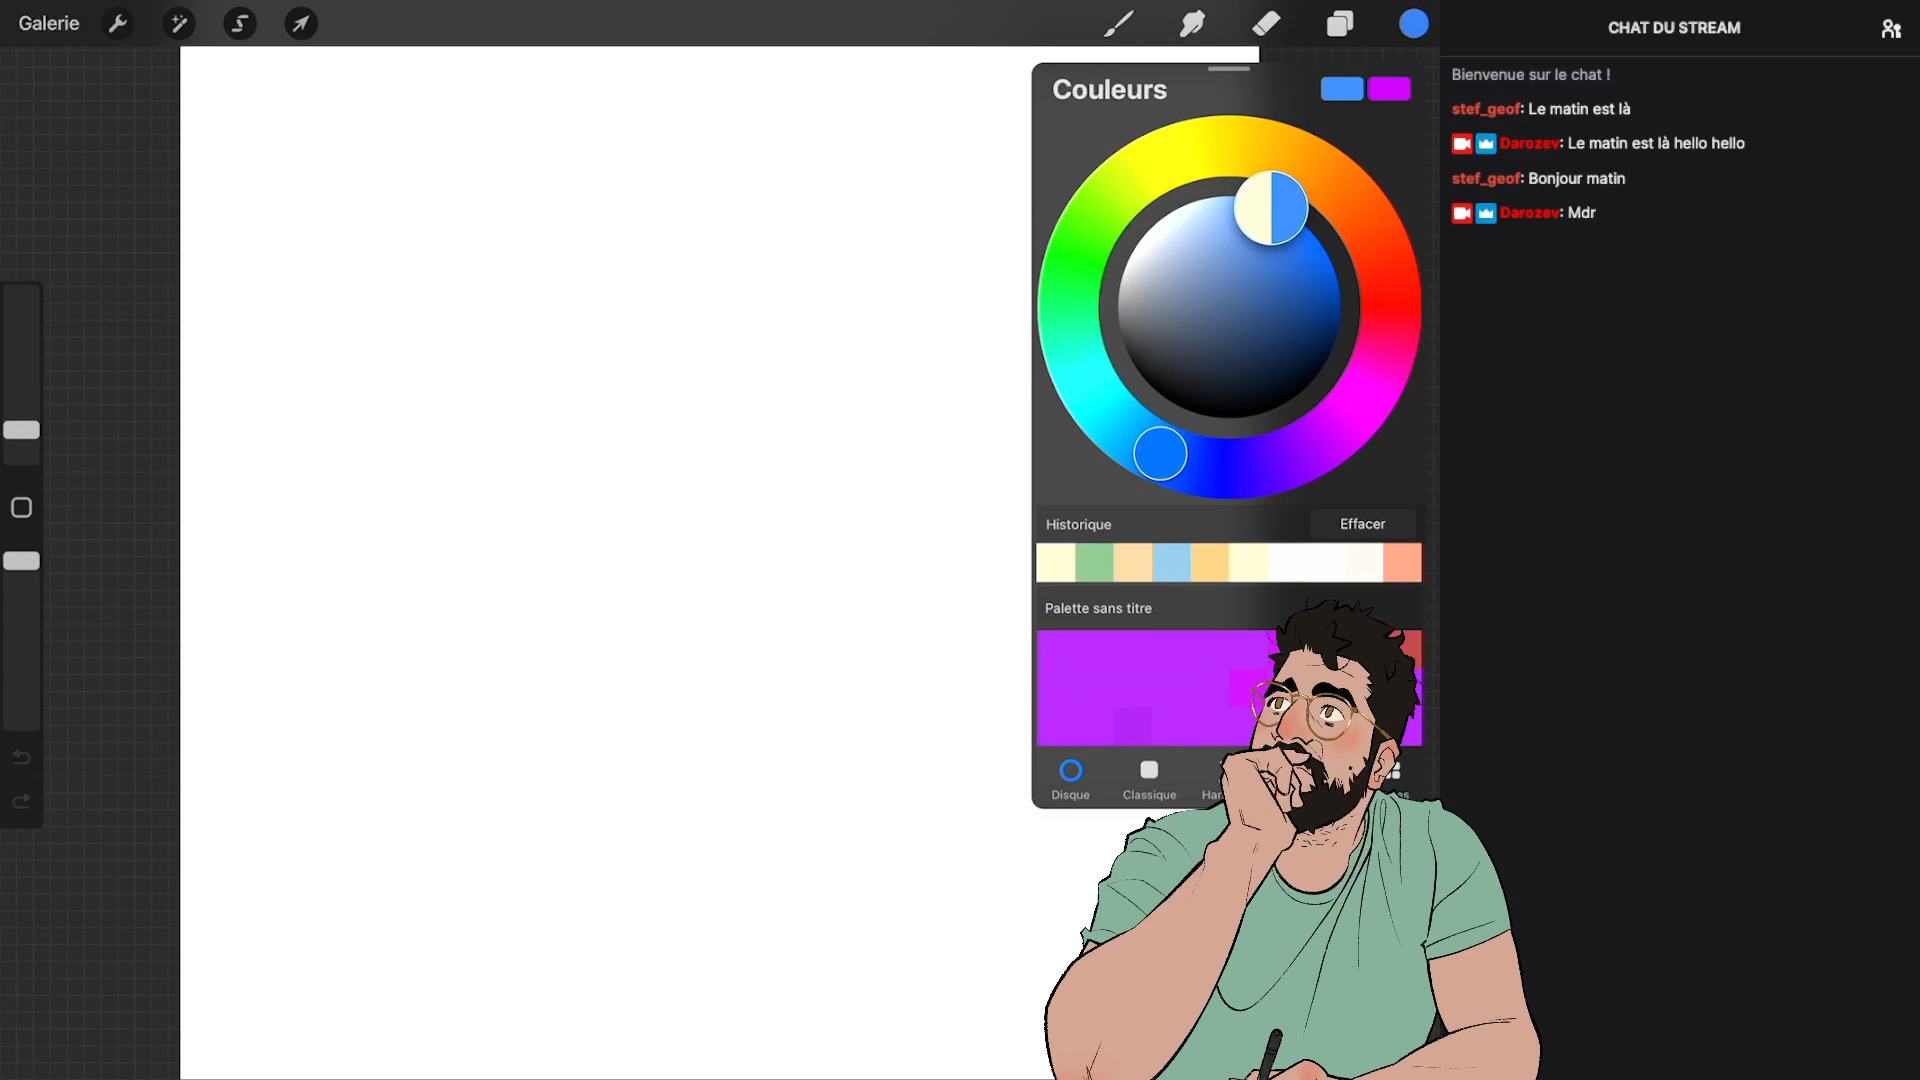 Galerie
Couleurs
Historique
Effacer
Palette sans titre
Disque
Classique
CHAT DU STREAM
Bienvenue sur le chat !
stef_geof: Le matin est là
Darozev: Le matin est là hello hello
stef_geof: Bonjour matin
Darozev: Mdr